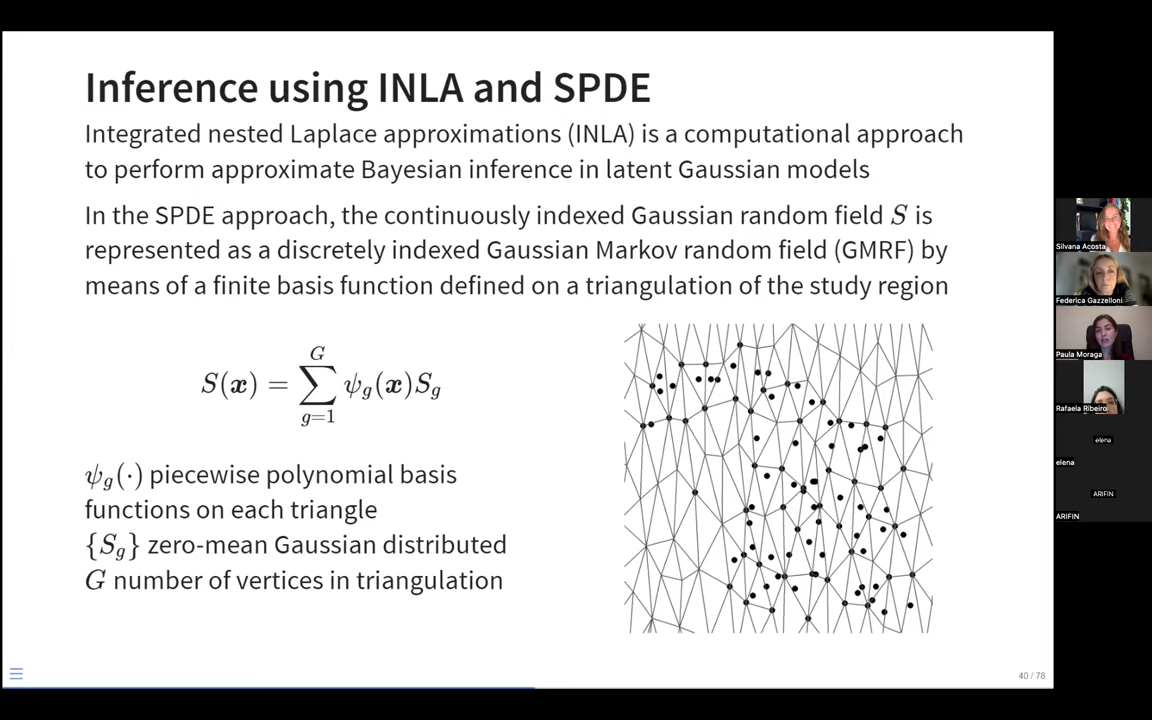 Inference using INLA and SPDE
Integrated nested Laplace approximations (INLA) is a computational approach
to perform approximate Bayesian inference in latent Gaussian models
In the SPDE approach, the continuously indexed Gaussian random field S is
represented as a discretely indexed Gaussian Markov random field (GMRF) by
means of a finite basis function defined on a triangulation of the study region
S(x) = ∑_{g=1}^{G} ψ_g(x)S_g
ψ_g(·) piecewise polynomial basis
functions on each triangle
{S_g} zero-mean Gaussian distributed
G number of vertices in triangulation
40 / 78
Silvana Acosta
Federica Gazzelloni
Paula Moraga
Rafaela Ribeiro
elena
elena
ARIFIN
ARIFIN